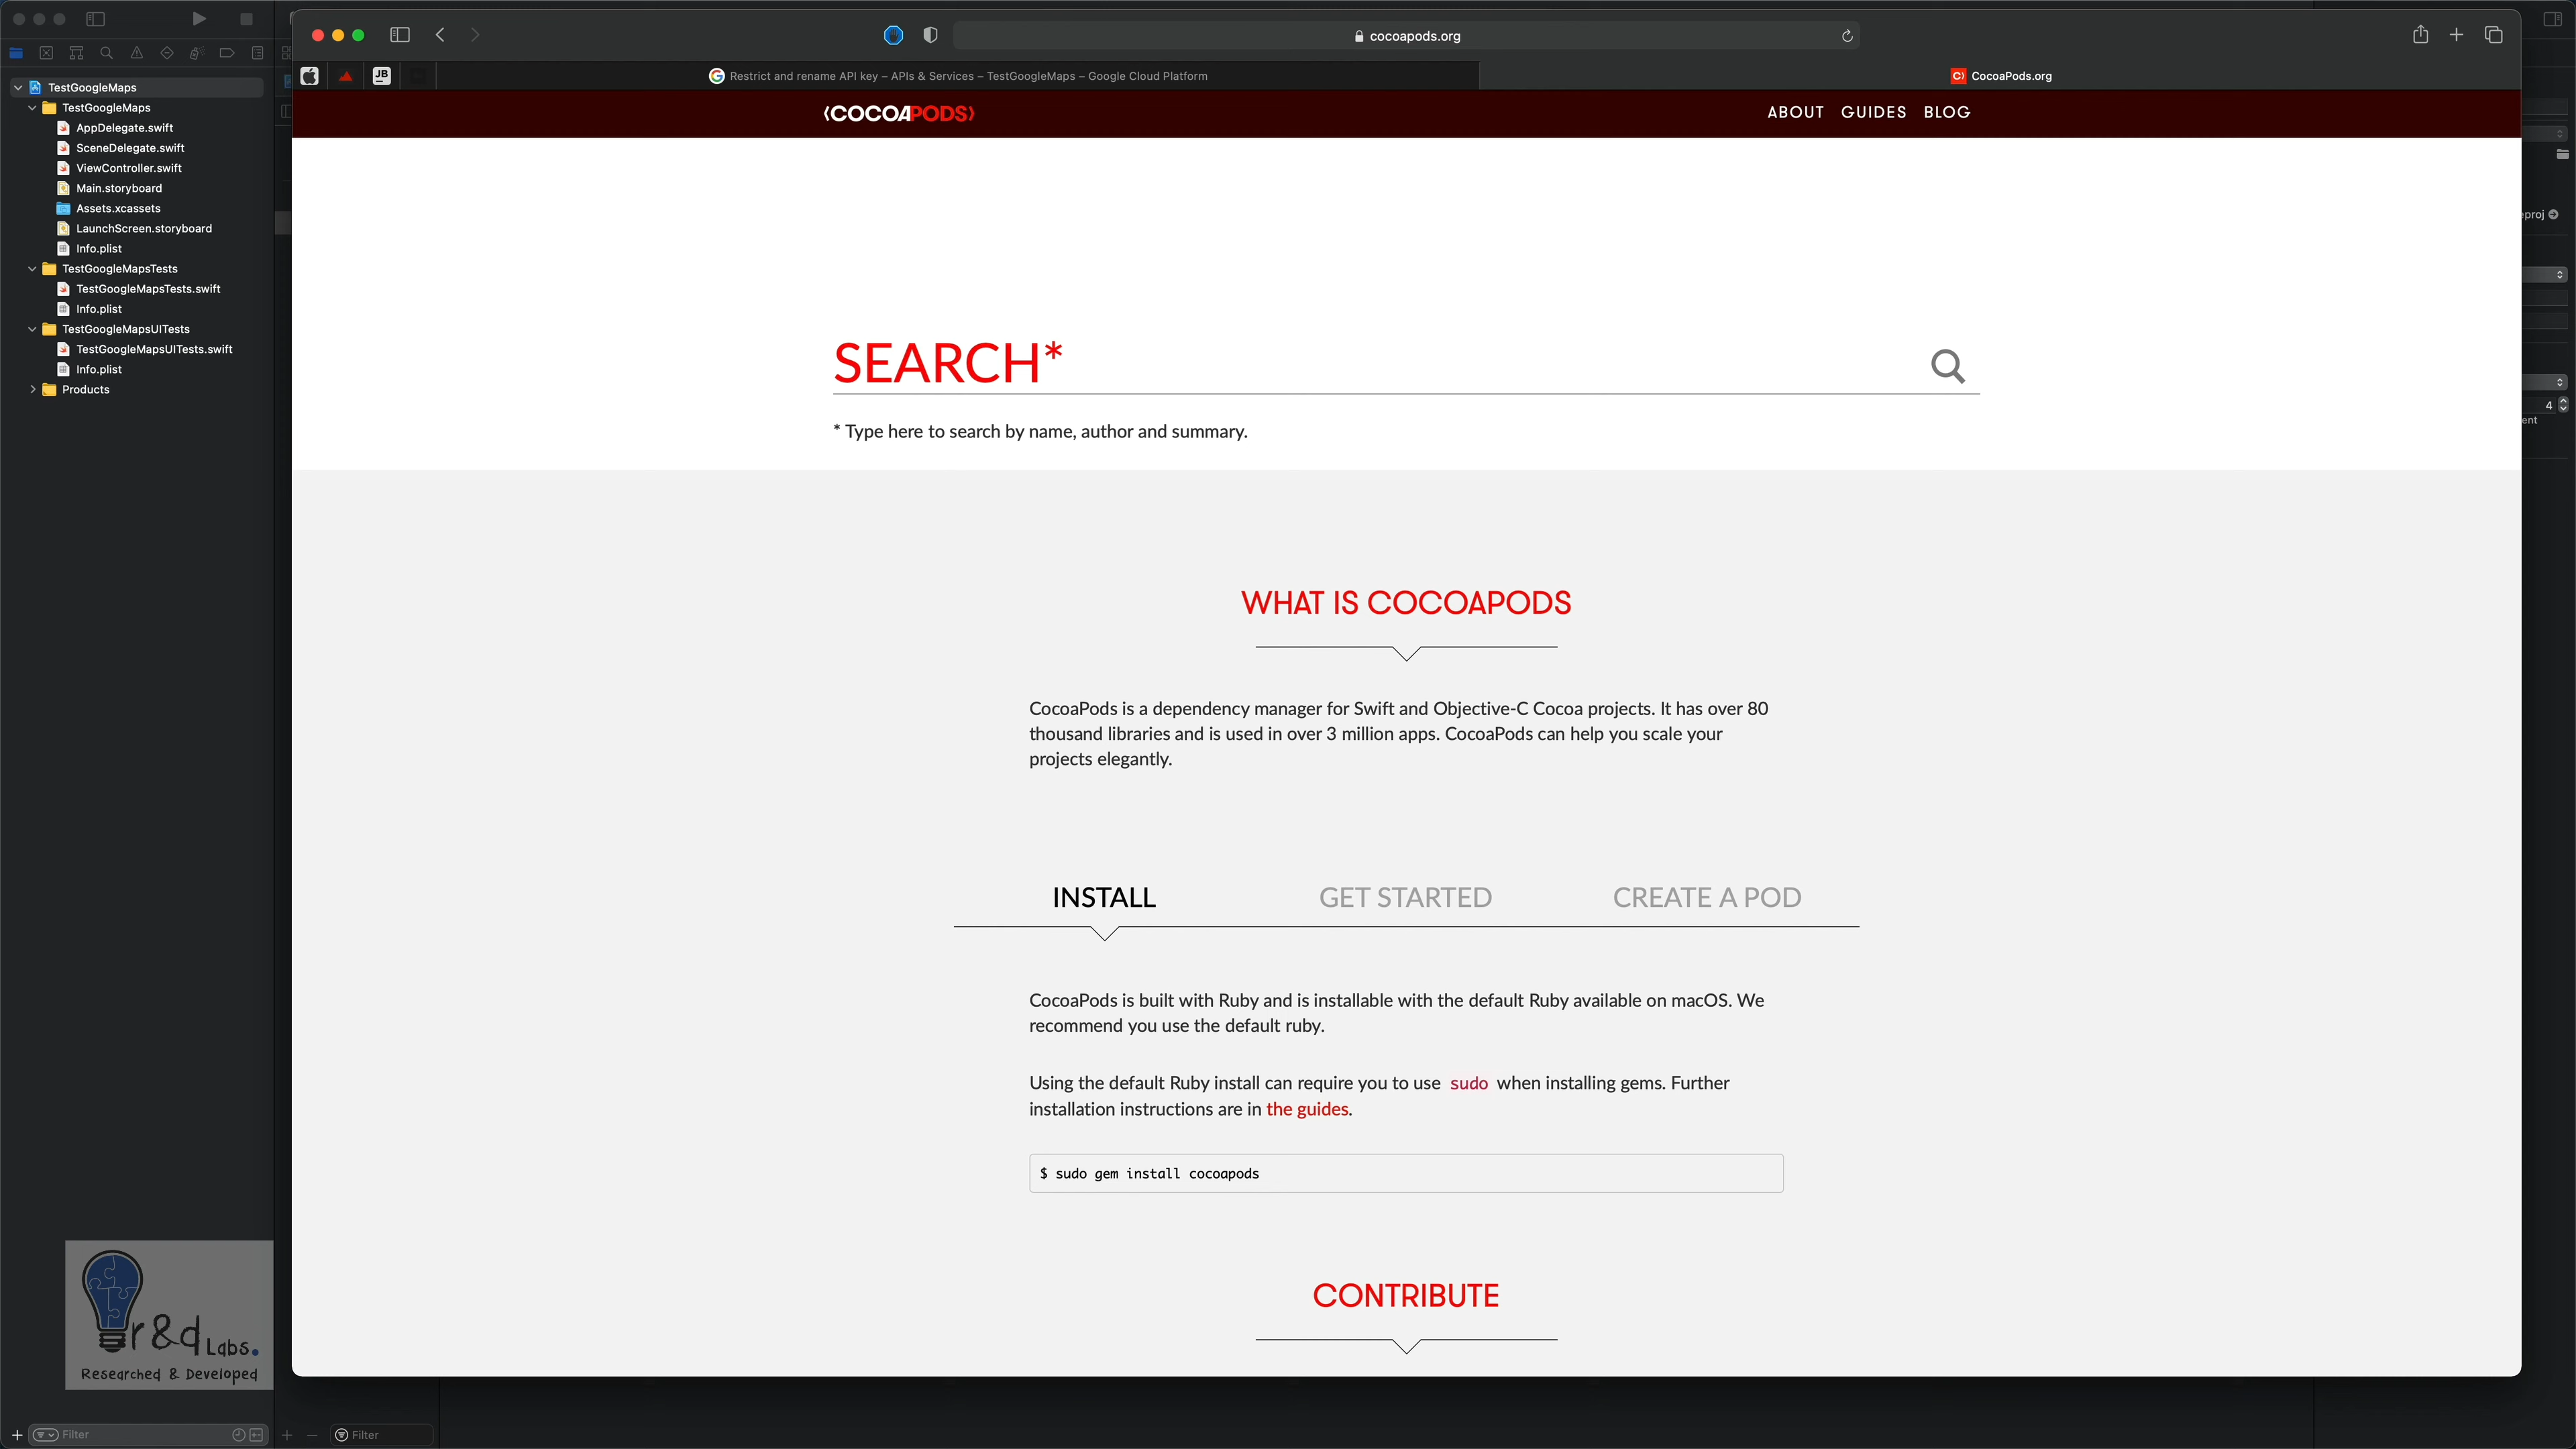 cocoapods.org
JB
Restrict and rename API key – APIs & Services – TestGoogleMaps – Google Cloud Platform
CocoaPods.org
TestGoogleMaps
TestGoogleMaps
AppDelegate.swift
SceneDelegate.swift
ViewController.swift
Main.storyboard
Assets.xcassets
LaunchScreen.storyboard
Info.plist
TestGoogleMapsTests
TestGoogleMapsTests.swift
Info.plist
TestGoogleMapsUITests
TestGoogleMapsUITests.swift
Info.plist
Products
COCOAPODS
ABOUT GUIDES BLOG
SEARCH*
* Type here to search by name, author and summary.
WHAT IS COCOAPODS
CocoaPods is a dependency manager for Swift and Objective-C Cocoa projects. It has over 80
thousand libraries and is used in over 3 million apps. CocoaPods can help you scale your
projects elegantly.
INSTALL GET STARTED CREATE A POD
CocoaPods is built with Ruby and is installable with the default Ruby available on macOS. We
recommend you use the default ruby.
Using the default Ruby install can require you to use sudo when installing gems. Further
installation instructions are in the guides.
$ sudo gem install cocoapods
CONTRIBUTE
4
r&d Labs.
Researched & Developed
Filter
Filter